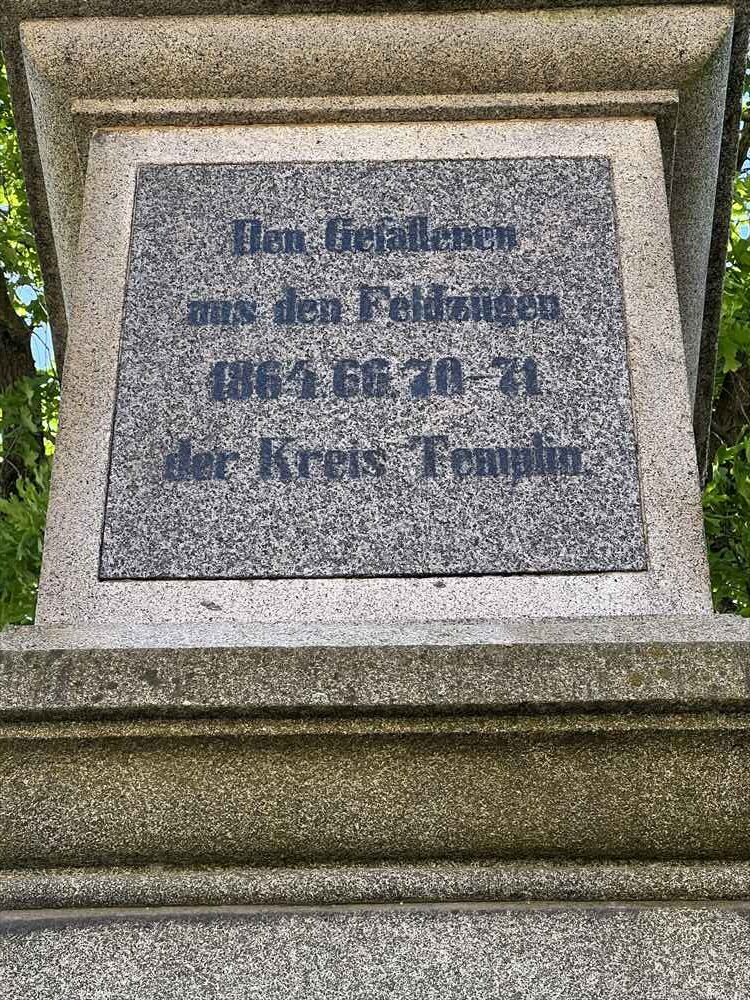 Den Gefallenen
aus den Feldzügen
1864. 66. 70-71
der Kreis Templin.